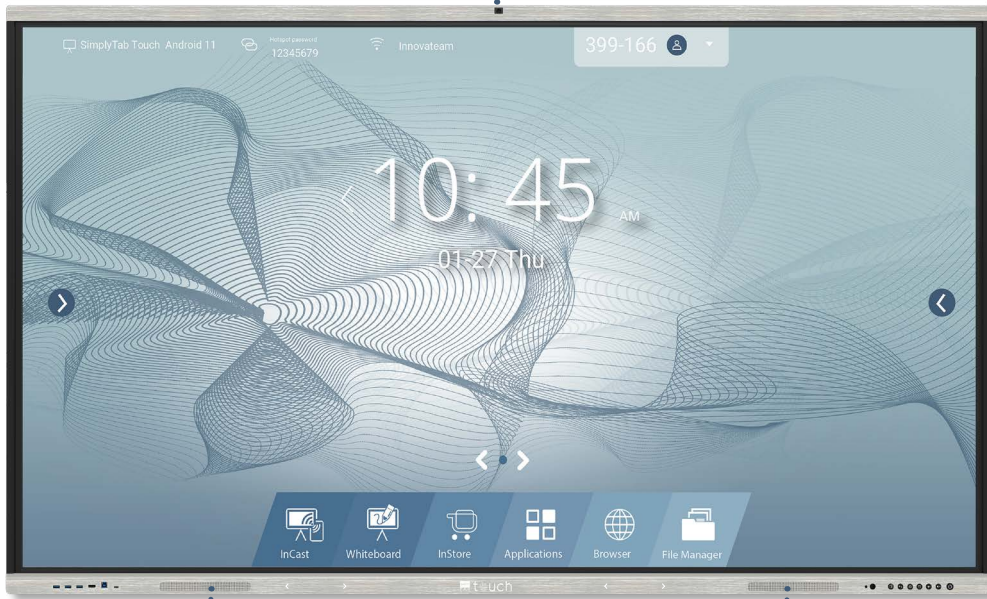 SimplyTab Touch Android 11
Hotspot password
12345679
Innovateam
399-166
10: 45
AM
01-27 Thu
InCast
Whiteboard
InStore
Applications
Browser
File Manager
touch